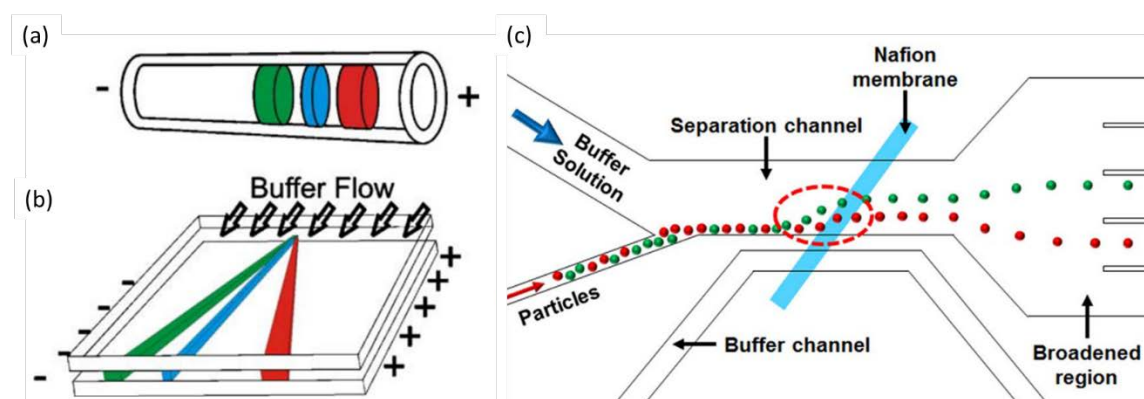 (a)
-
+
(b)
Buffer Flow
- - - - - -
+ + + + +
(c)
Nafion
membrane
Separation channel
Buffer
Solution
Particles
Buffer channel
Broadened
region